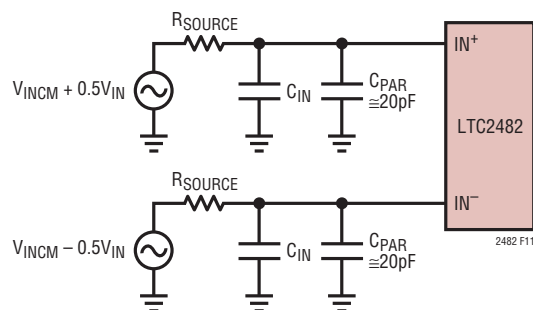 RSOURCE
VINCM + 0.5VIN
CIN
CPAR
≅20pF
IN+
LTC2482
RSOURCE
VINCM – 0.5VIN
CIN
CPAR
≅20pF
IN–
2482 F11